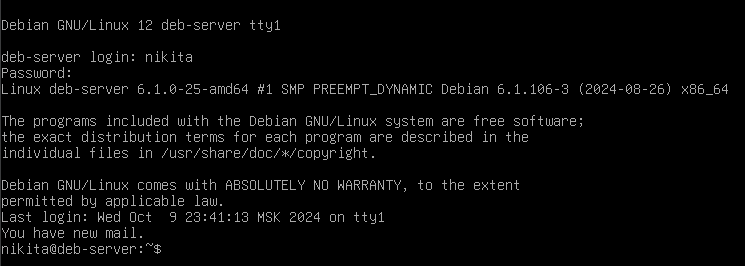 Debian GNU/Linux 12 deb-server tty1
deb-server login: nikita
Password:
Linux deb-server 6.1.0-25-amd64 #1 SMP PREEMPT_DYNAMIC Debian 6.1.106-3 (2024-08-26) x86_64
The programs included with the Debian GNU/Linux system are free software;
the exact distribution terms for each program are described in the
individual files in /usr/share/doc/*/copyright.
Debian GNU/Linux comes with ABSOLUTELY NO WARRANTY, to the extent
permitted by applicable law.
Last login: Wed Oct  9 23:41:13 MSK 2024 on tty1
You have new mail.
nikita@deb-server:~$